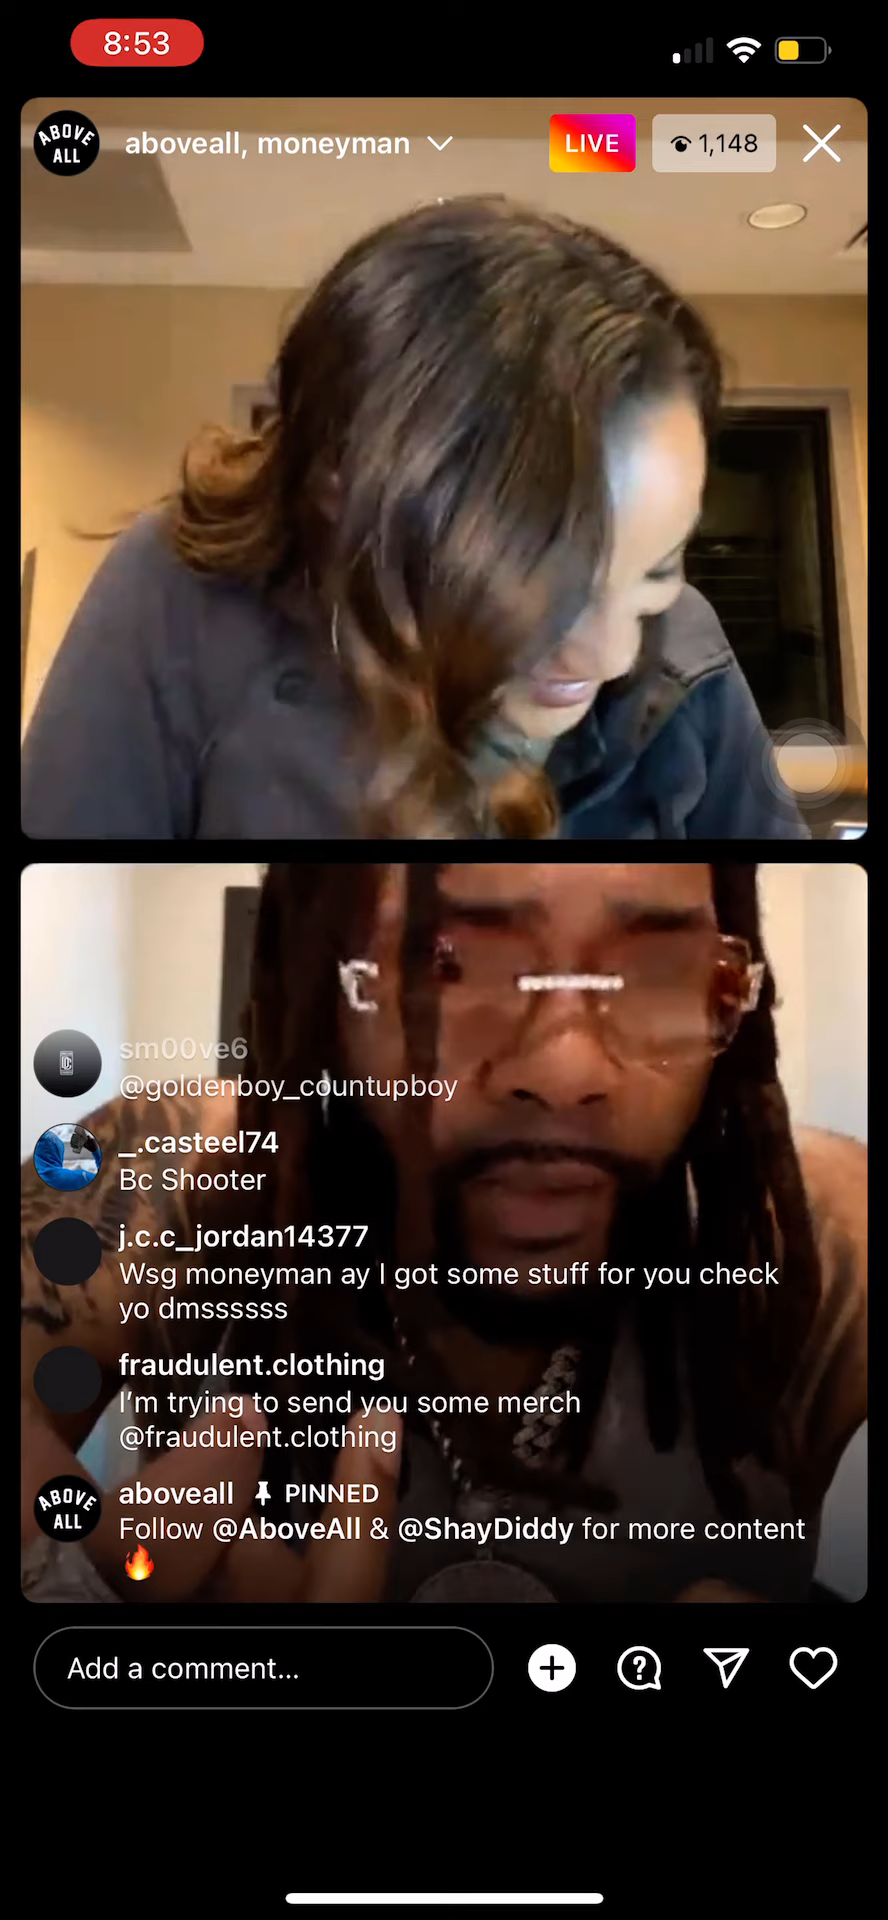 8:53
ABOVE
ALL
aboveall, moneyman
LIVE
1,148
sm00ve6
@goldenboy_countupboy
_.casteel74
Bc Shooter
j.c.c_jordan14377
Wsg moneyman ay I got some stuff for you check
yo dmssssss
fraudulent.clothing
I'm trying to send you some merch
@fraudulent.clothing
ABOVE
ALL
aboveall PINNED
Follow @AboveAll & @ShayDiddy for more content
🔥
Add a comment...